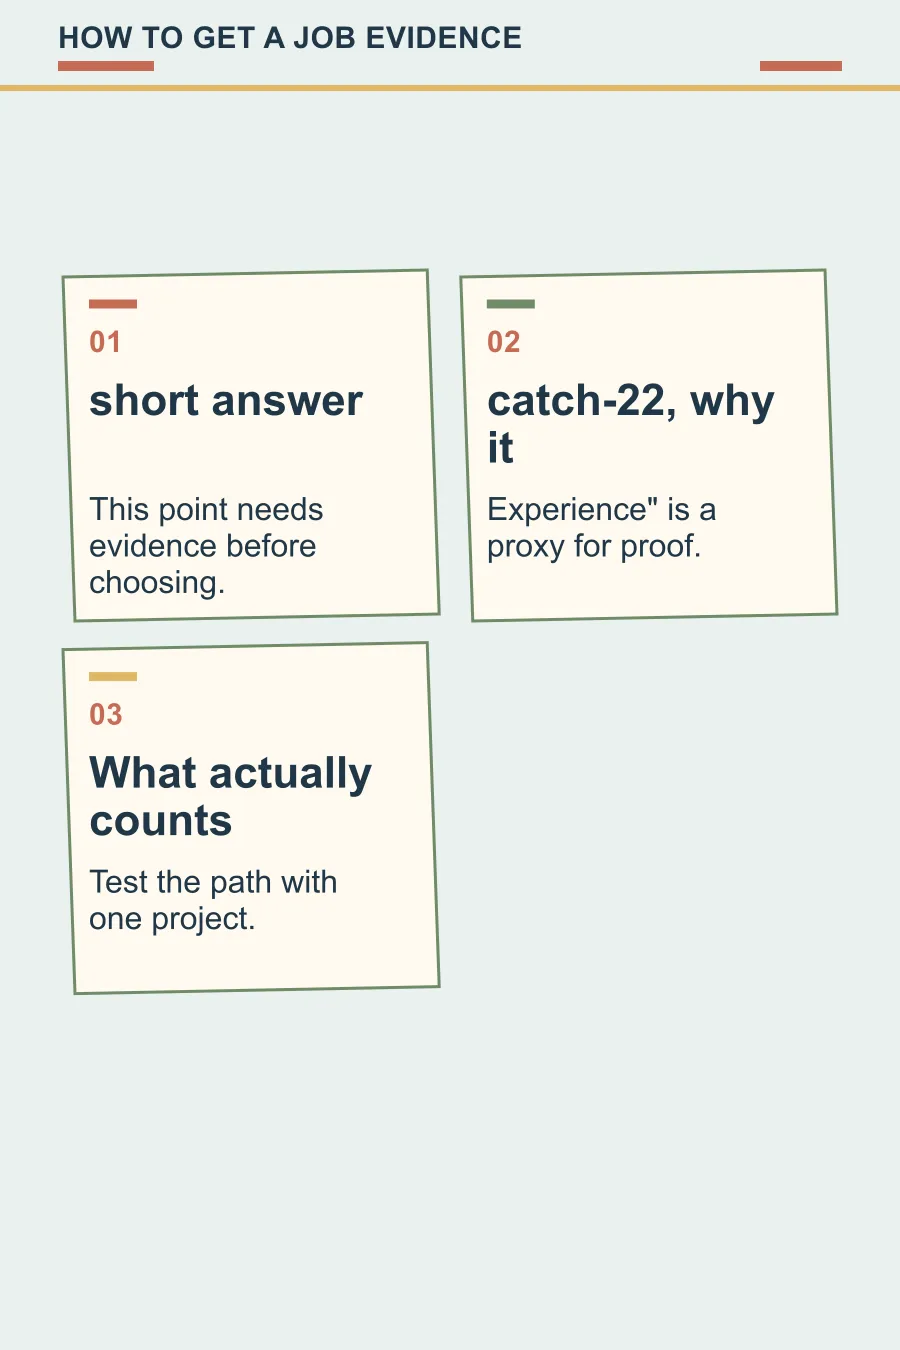 HOW TO GET A JOB EVIDENCE
01
short answer
This point needs
evidence before
choosing.
02
catch-22, why
it
Experience" is a
proxy for proof.
03
What actually
counts
Test the path with
one project.